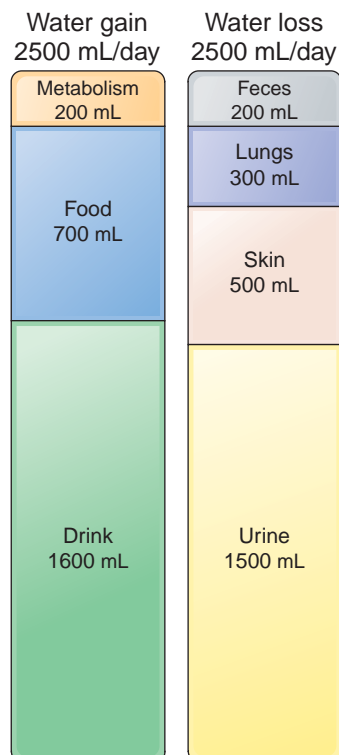 Water gain
2500 mL/day
Metabolism
200 mL
Food
700 mL
Drink
1600 mL
Water loss
2500 mL/day
Feces
200 mL
Lungs
300 mL
Skin
500 mL
Urine
1500 mL